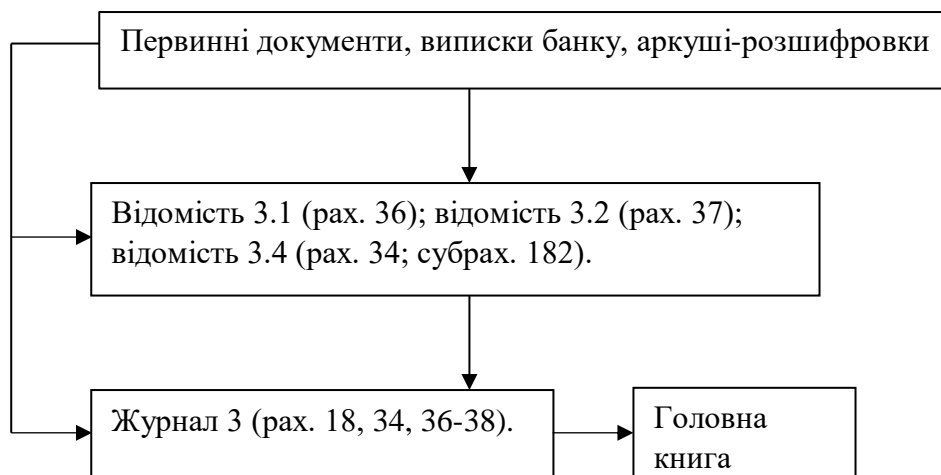 Первинні документи, виписки банку, аркуші-розшифровки
Відомість 3.1 (рах. 36); відомість 3.2 (рах. 37);
відомість 3.4 (рах. 34; субрах. 182).
Журнал 3 (рах. 18, 34, 36-38).
Головна
книга